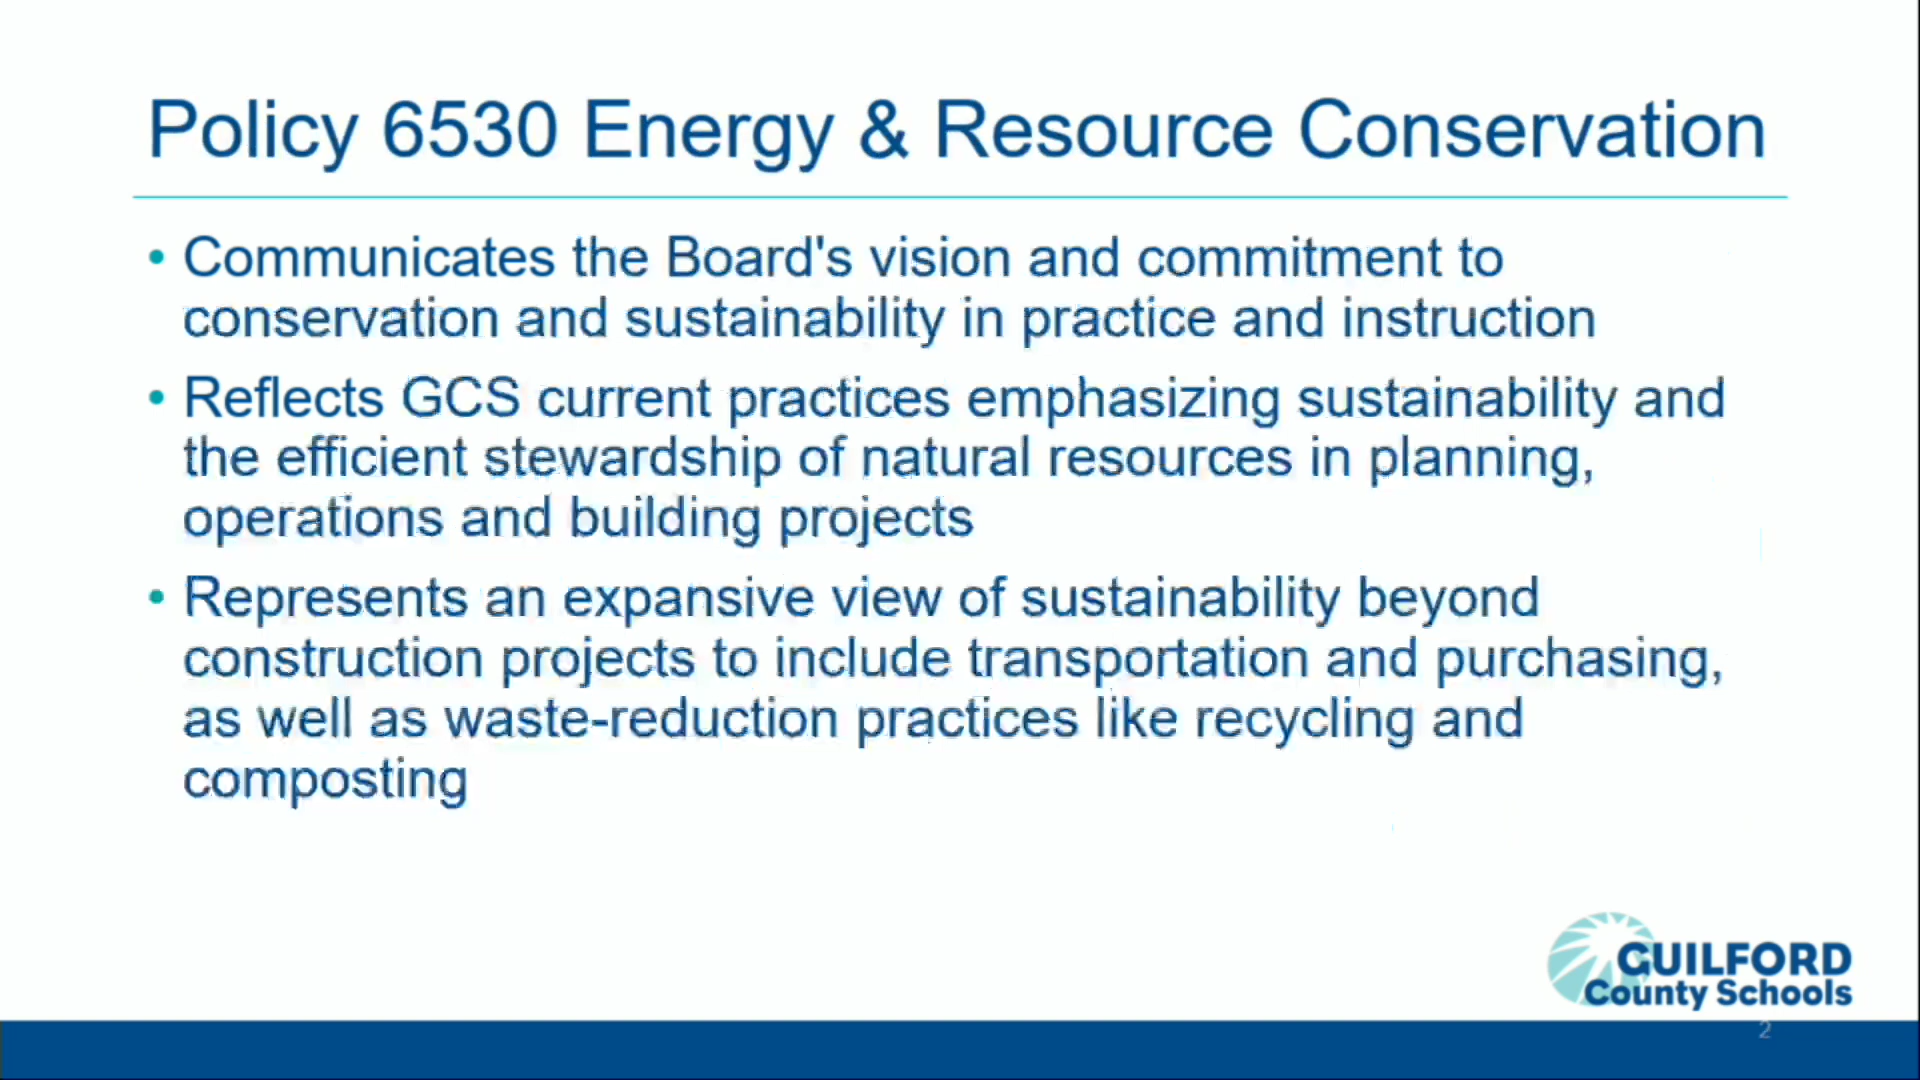 Policy 6530 Energy & Resource Conservation
• Communicates the Board's vision and commitment to
conservation and sustainability in practice and instruction
• Reflects GCS current practices emphasizing sustainability and
the efficient stewardship of natural resources in planning,
operations and building projects
• Represents an expansive view of sustainability beyond
construction projects to include transportation and purchasing,
as well as waste-reduction practices like recycling and
composting
GUILFORD
County Schools
2